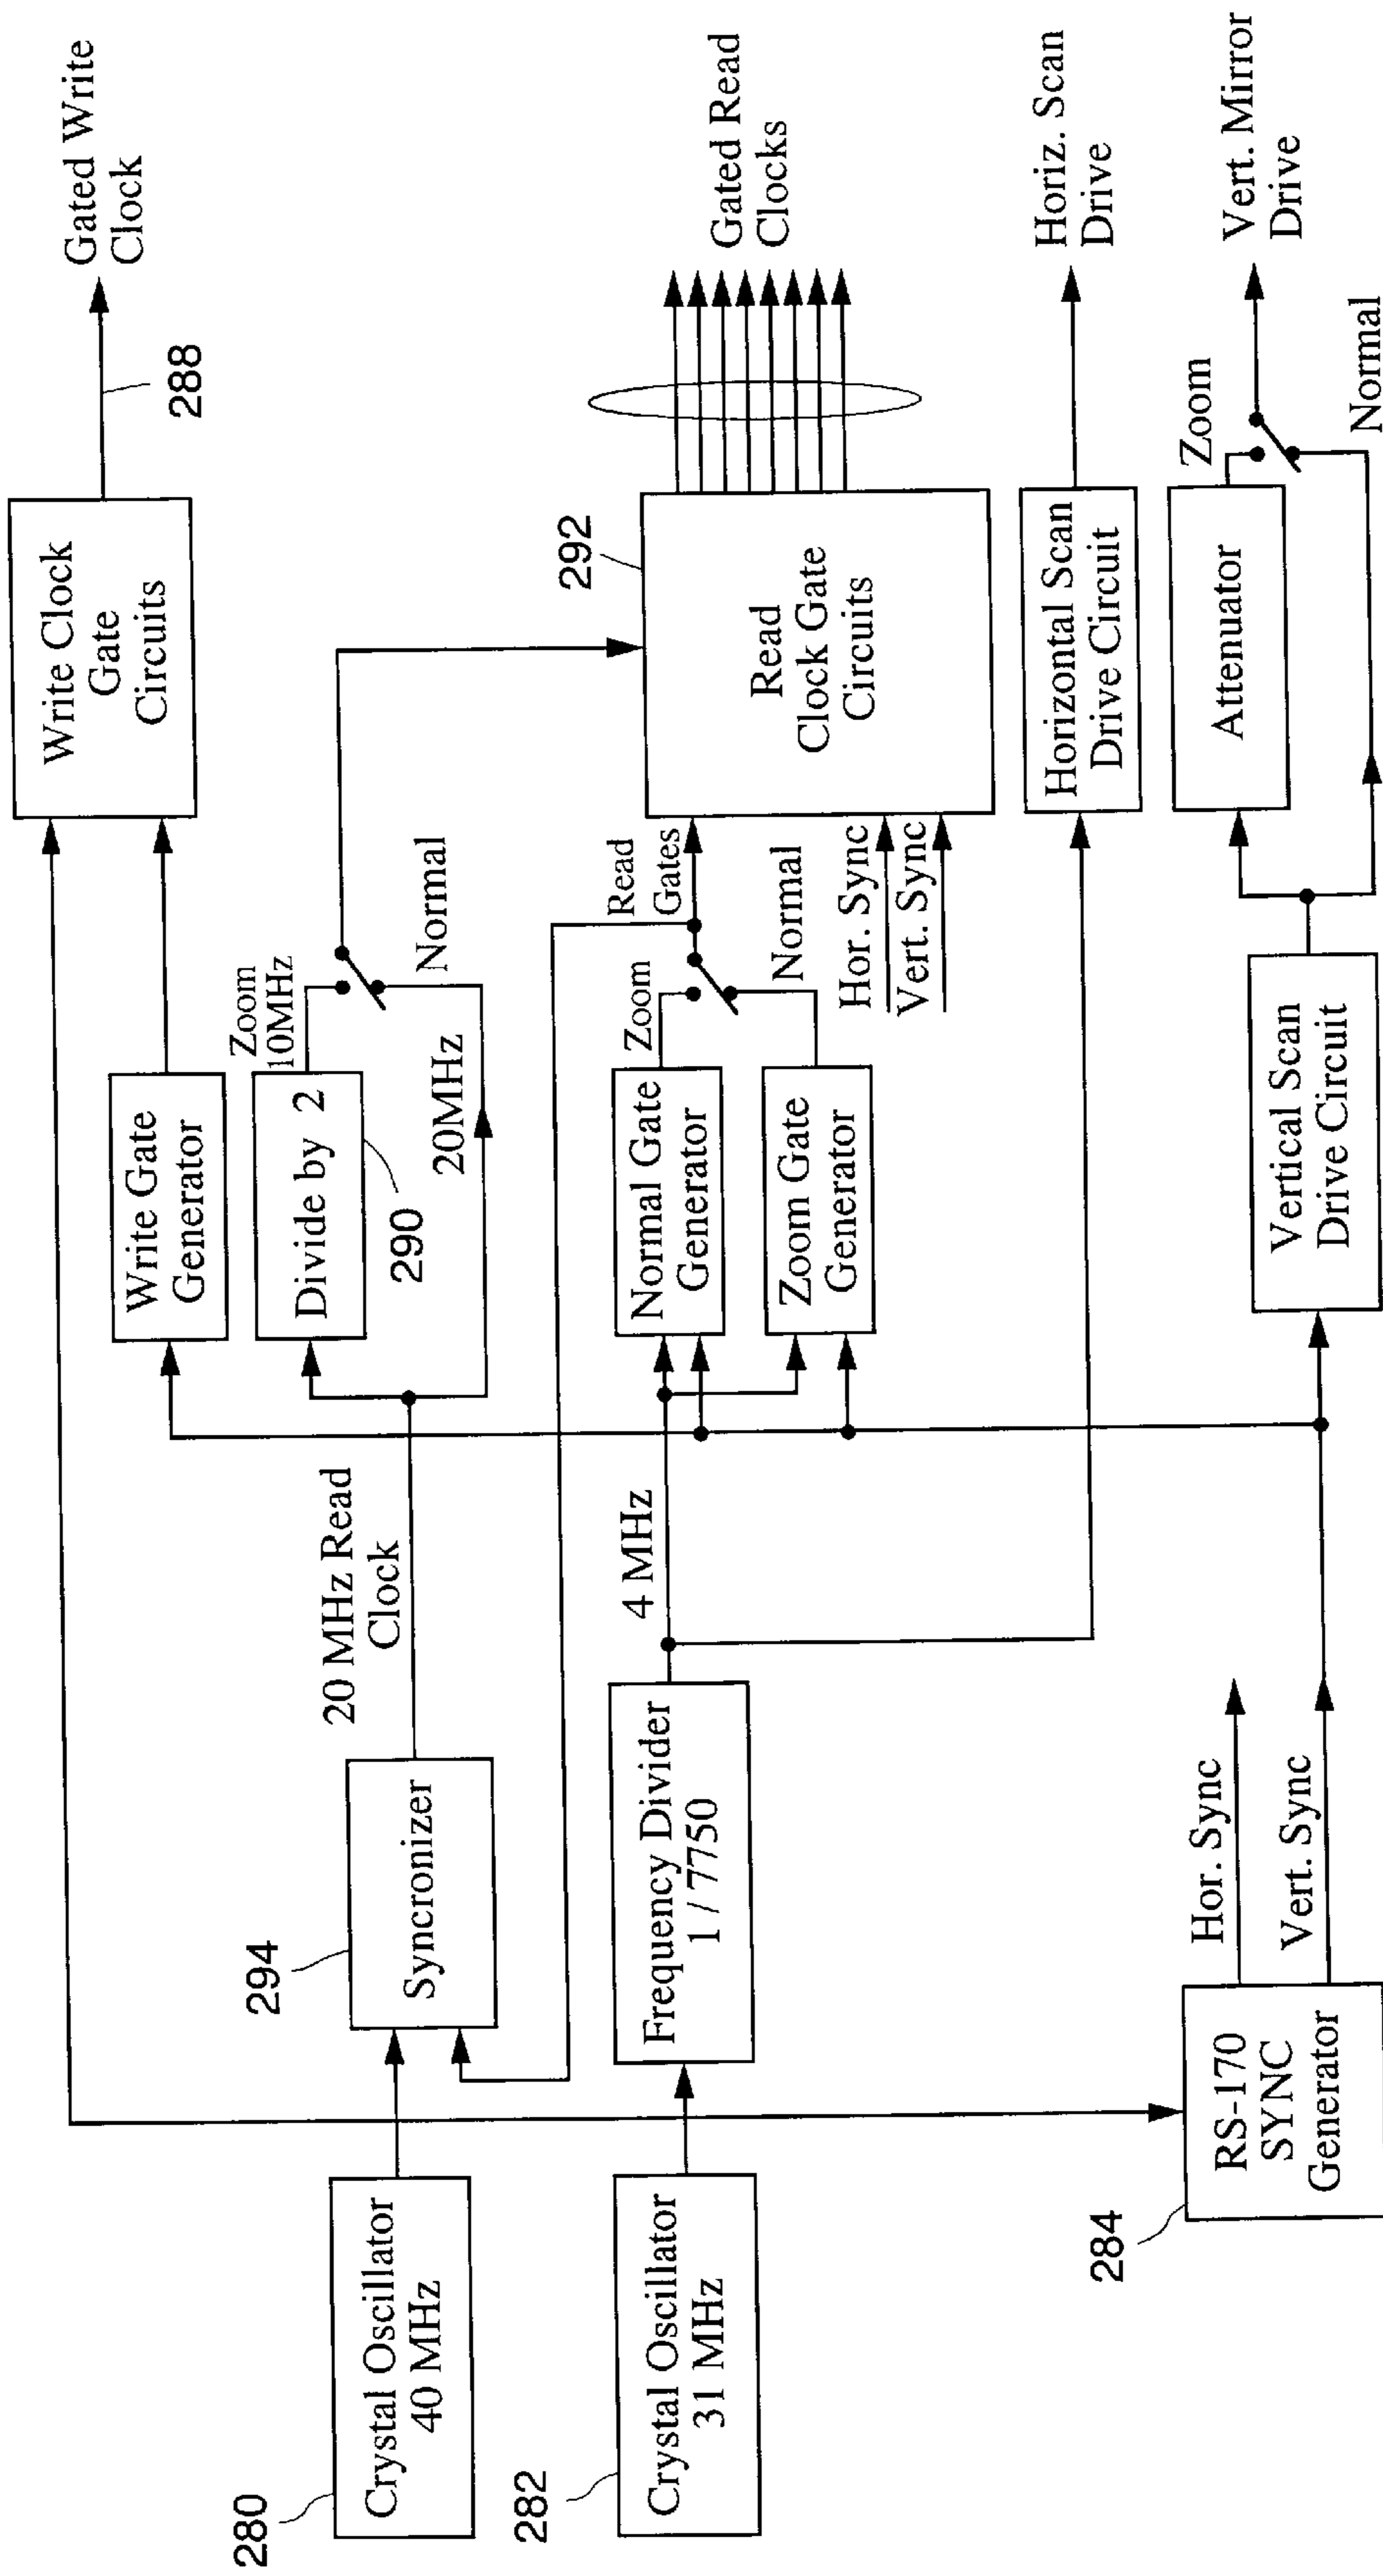 Gated Write
Clock
288
Write Clock
Gate
Circuits
Write Gate
Generator
Zoom
10MHz
Divide by 2
290
Normal
20MHz
20 MHz Read
Clock
Syncronizer
294
Crystal Oscillator
40 MHz
280
Gated Read
Clocks
292
Read
Clock Gate
Circuits
Read
Gates
Zoom
Normal
Hor. Sync
Vert. Sync
Normal Gate
Generator
Zoom Gate
Generator
4 MHz
Frequency Divider
1 / 7750
Crystal Oscillator
31 MHz
282
Horiz. Scan
Drive
Horizontal Scan
Drive Circuit
Vert. Mirror
Drive
Zoom
Normal
Attenuator
Vertical Scan
Drive Circuit
Hor. Sync
Vert. Sync
RS-170
SYNC
Generator
284